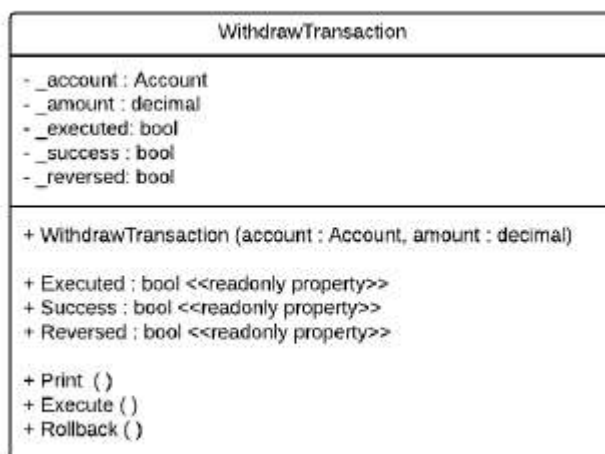 WithdrawTransaction
- _account : Account
- _amount : decimal
- _executed: bool
- _success : bool
- _reversed: bool
+ WithdrawTransaction (account : Account, amount : decimal)
+ Executed : bool <<readonly property>>
+ Success : bool <<readonly property>>
+ Reversed : bool <<readonly property>>
+ Print ( )
+ Execute ( )
+ Rollback ( )